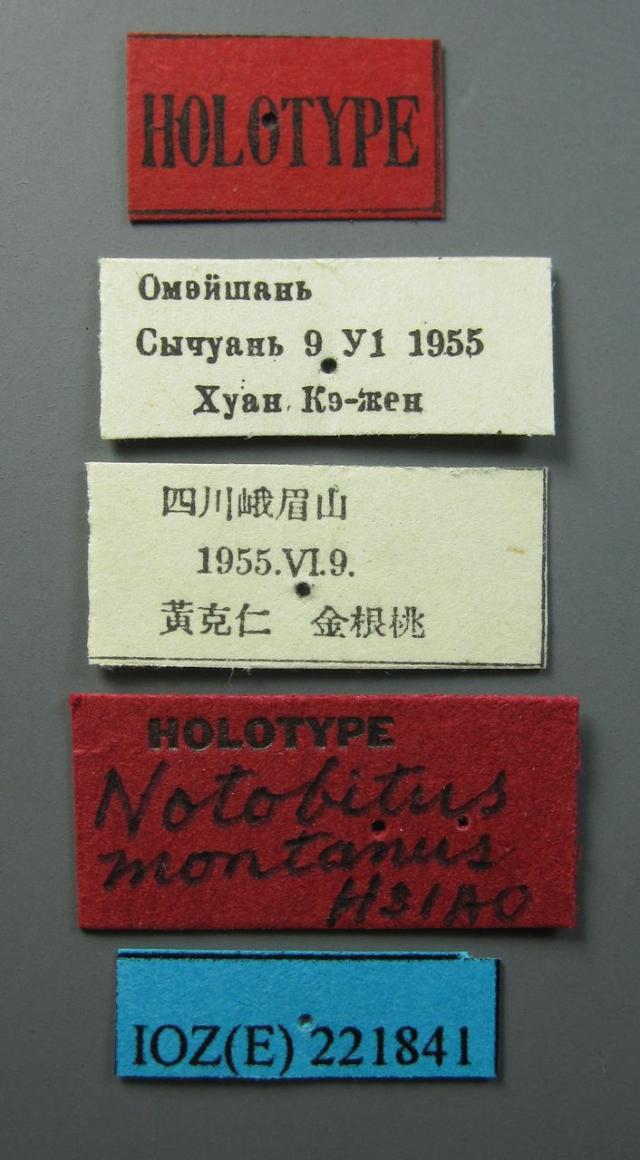 HOLOTYPE
Омэйшань
Сычуань 9 У1 1955
Хуан Кэ-жен
四川峨眉山
1955.VI.9.
黃克仁 金根桃
HOLOTYPE
Notobitus
montanus
HSIAO
IOZ(E) 221841